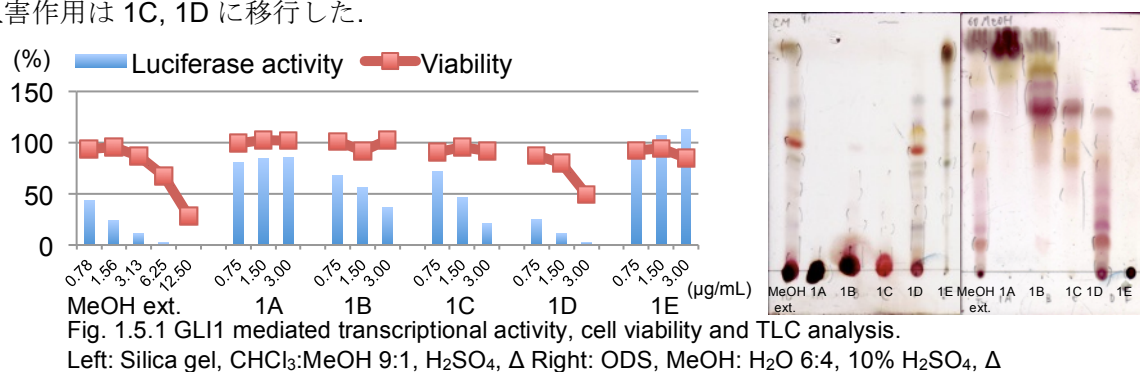 害作用は 1C, 1D に移行した.
(%)
Luciferase activity Viability
150
100
50
0
0.78 1.56 3.13 6.25 12.50 0.75 1.50 3.00 0.75 1.50 3.00 0.75 1.50 3.00 0.75 1.50 3.00 0.75 1.50 3.00 (µg/mL)
MeOH ext. 1A 1B 1C 1D 1E
CM
60 MeOH
MeOH ext. 1A 1B 1C 1D 1E
MeOH ext. 1A 1B 1C 1D 1E
Fig. 1.5.1 GLI1 mediated transcriptional activity, cell viability and TLC analysis.
Left: Silica gel, CHCl₃:MeOH 9:1, H₂SO₄, Δ Right: ODS, MeOH: H₂O 6:4, 10% H₂SO₄, Δ